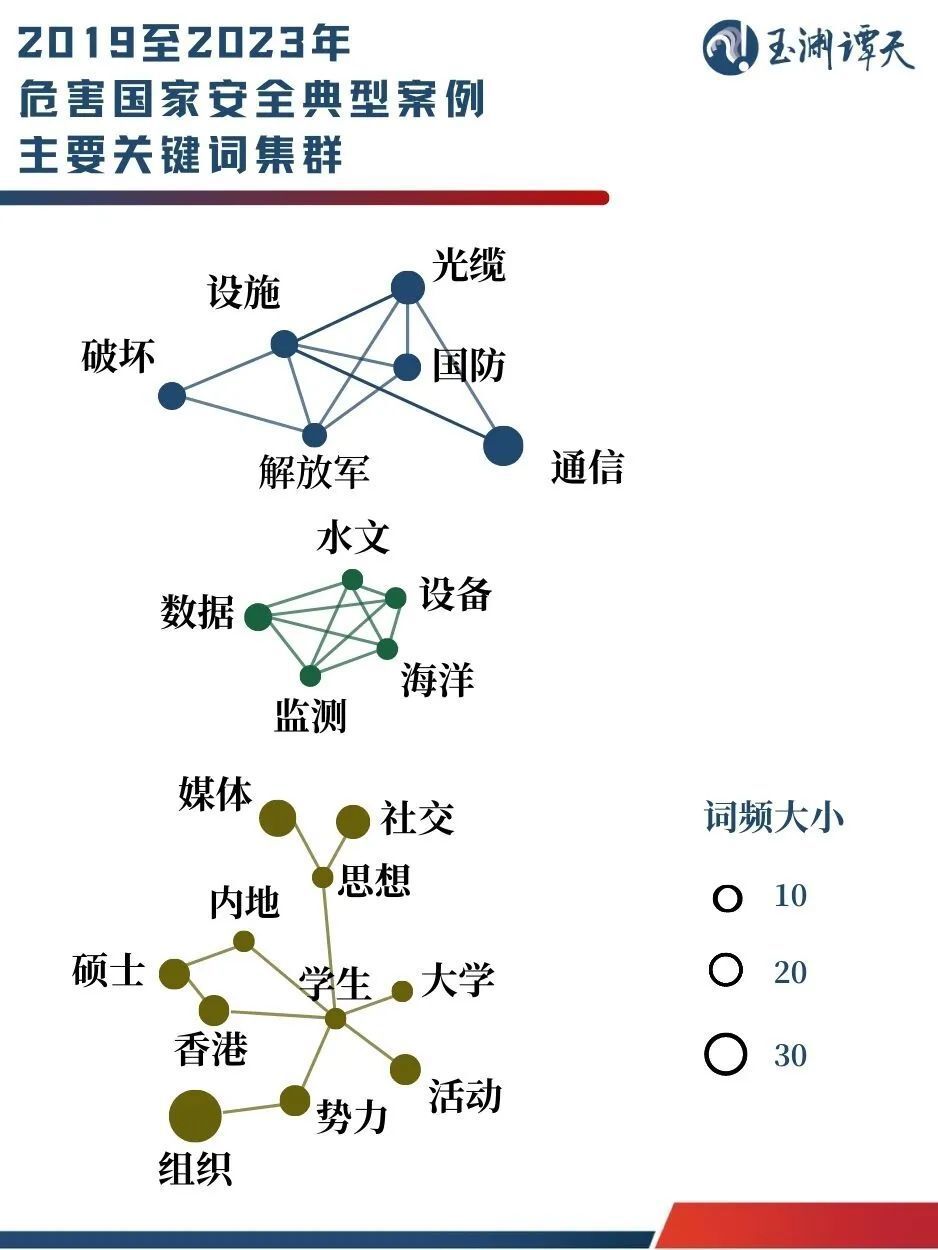 2019至2023年
危害国家安全典型案例
主要关键词集群
玉渊谭天
光缆
设施
破坏
国防
解放军
通信
水文
设备
数据
海洋
监测
媒体
社交
思想
内地
硕士
学生
大学
香港
活动
势力
组织
词频大小
10
20
30